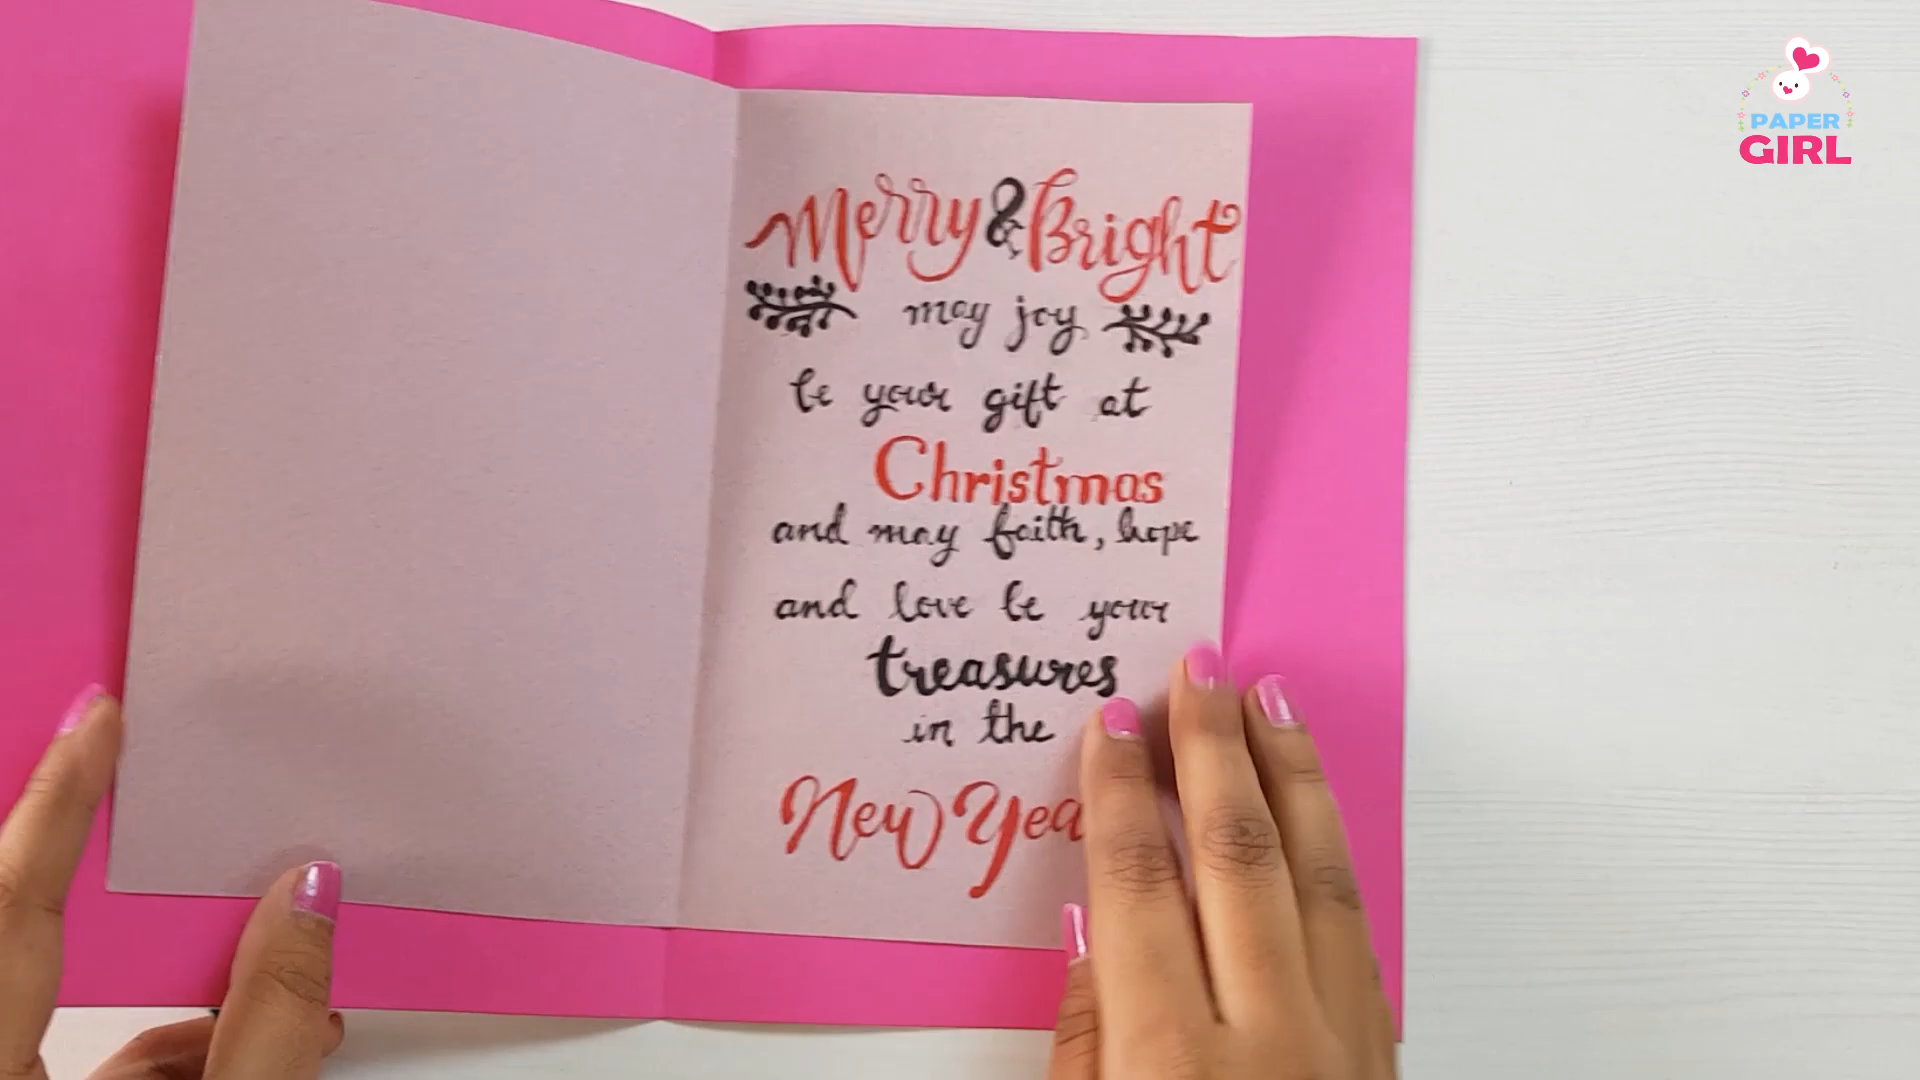 Merry & Bright
may joy
be your gift at
Christmas
and may faith, hope
and love be your
treasures
in the
New Yea
PAPER
GIRL